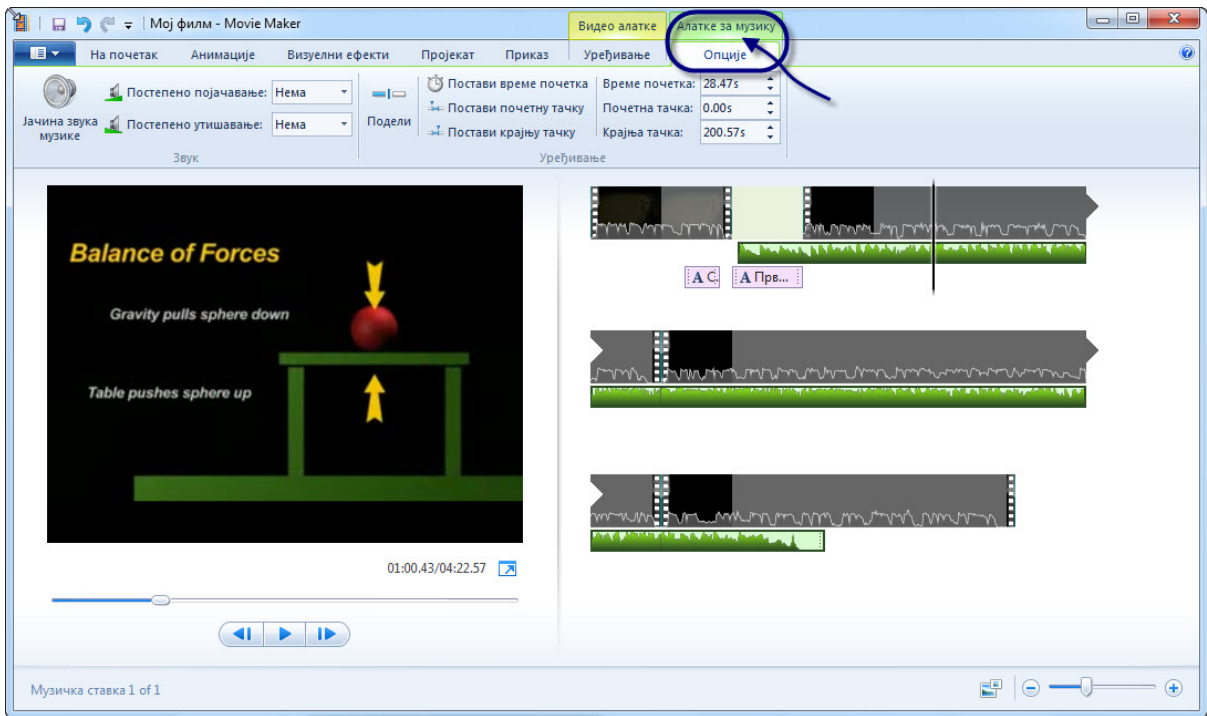 Мој филм - Movie Maker
Видео алатке
Алатке за музику
На почетак
Анимације
Визуелни ефекти
Пројекат
Приказ
Уређивање
Опције
Јачина звука музике
Постепено појачавање: Нема
Постепено утишавање: Нема
Звук
Подели
Постави време почетка
Постави почетну тачку
Постави крајњу тачку
Време почетка: 28.47s
Почетна тачка: 0.00s
Крајња тачка: 200.57s
Уређивање
Balance of Forces
Gravity pulls sphere down
Table pushes sphere up
A С.
A Прв...
01:00.43/04:22.57
Музичка ставка 1 of 1